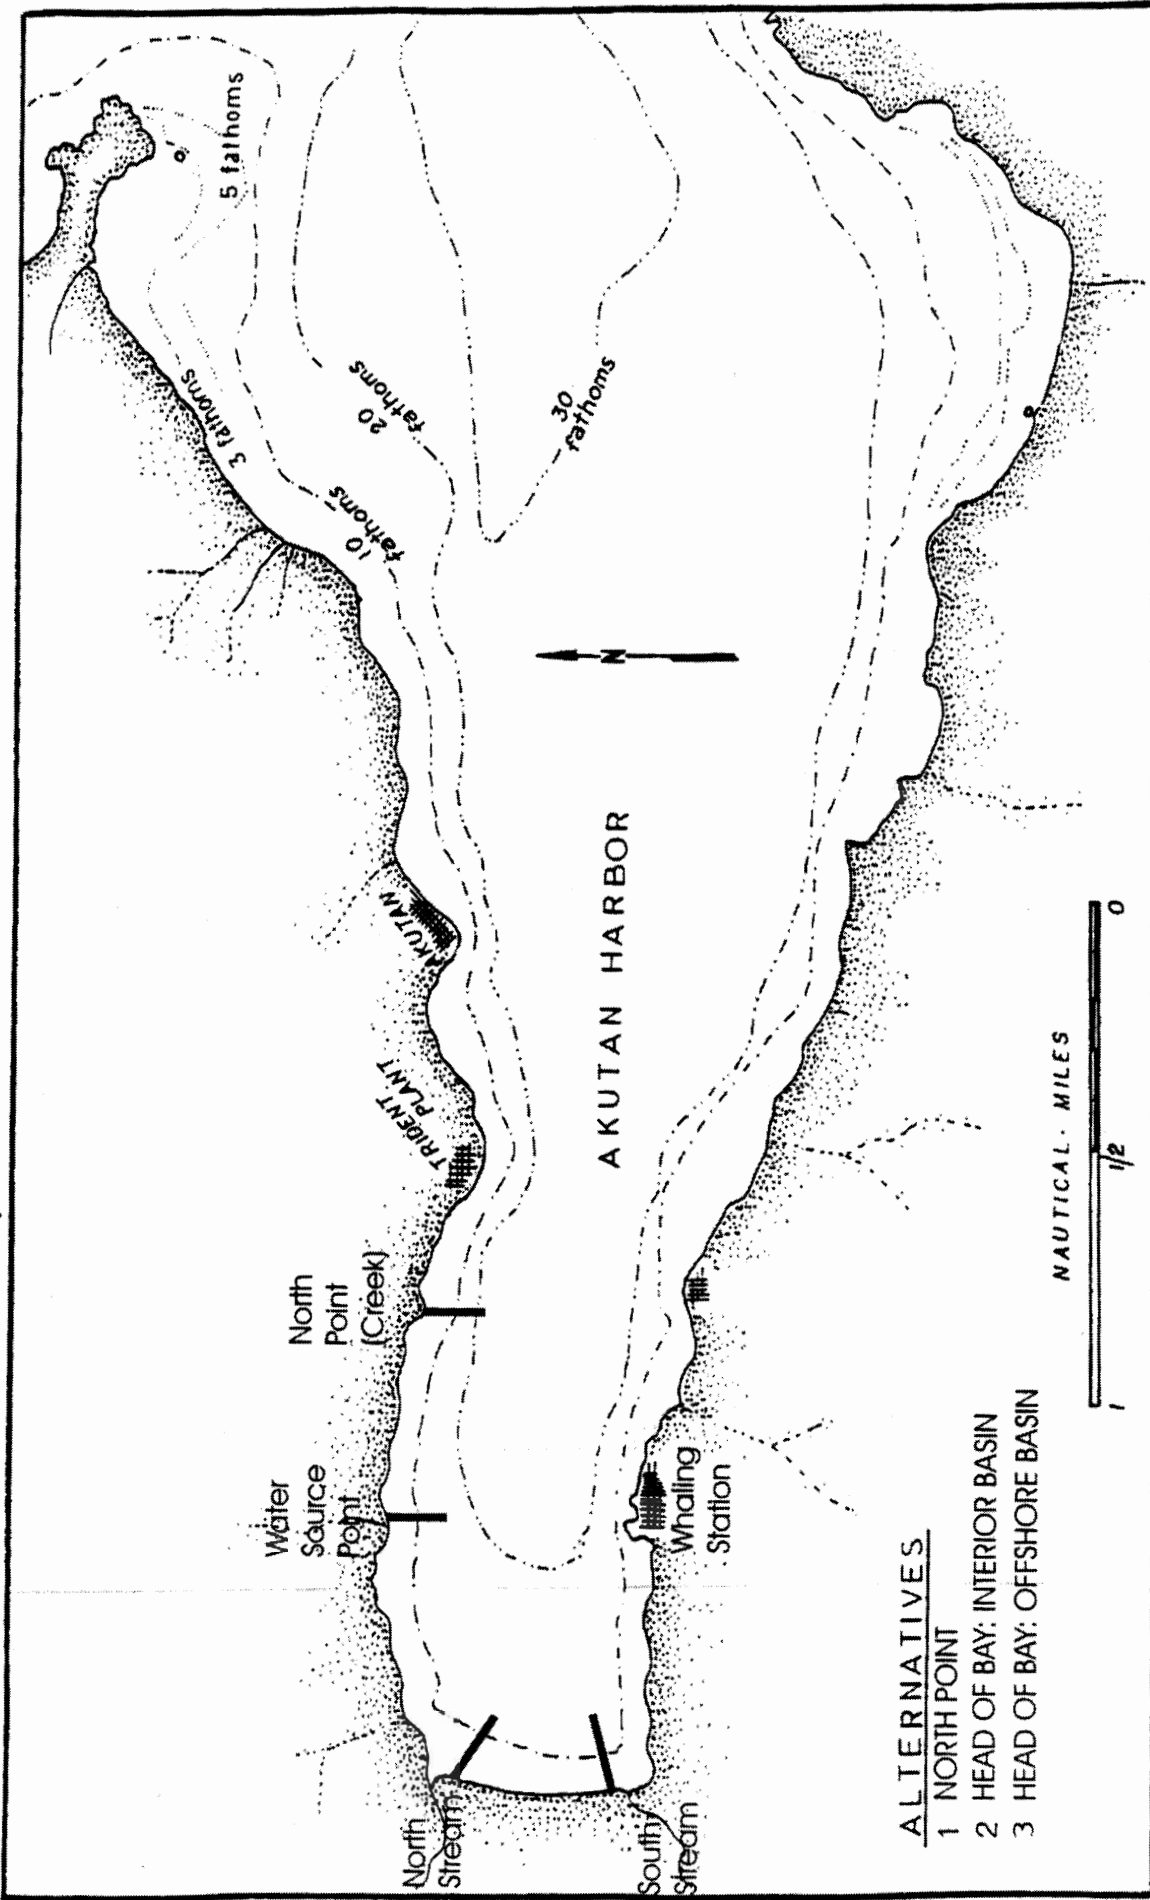 North
Stream
South
Stream
Water
Source
Point
North
Point
(Creek)
TRIDENT
PLANT
AKUTAN
10
fathoms
3 fathoms
20
fathoms
5 fathoms
30
fathoms
N
AKUTAN HARBOR
Whaling
Station
ALTERNATIVES
1 NORTH POINT
2 HEAD OF BAY: INTERIOR BASIN
3 HEAD OF BAY: OFFSHORE BASIN
NAUTICAL · MILES
1
1/2
0